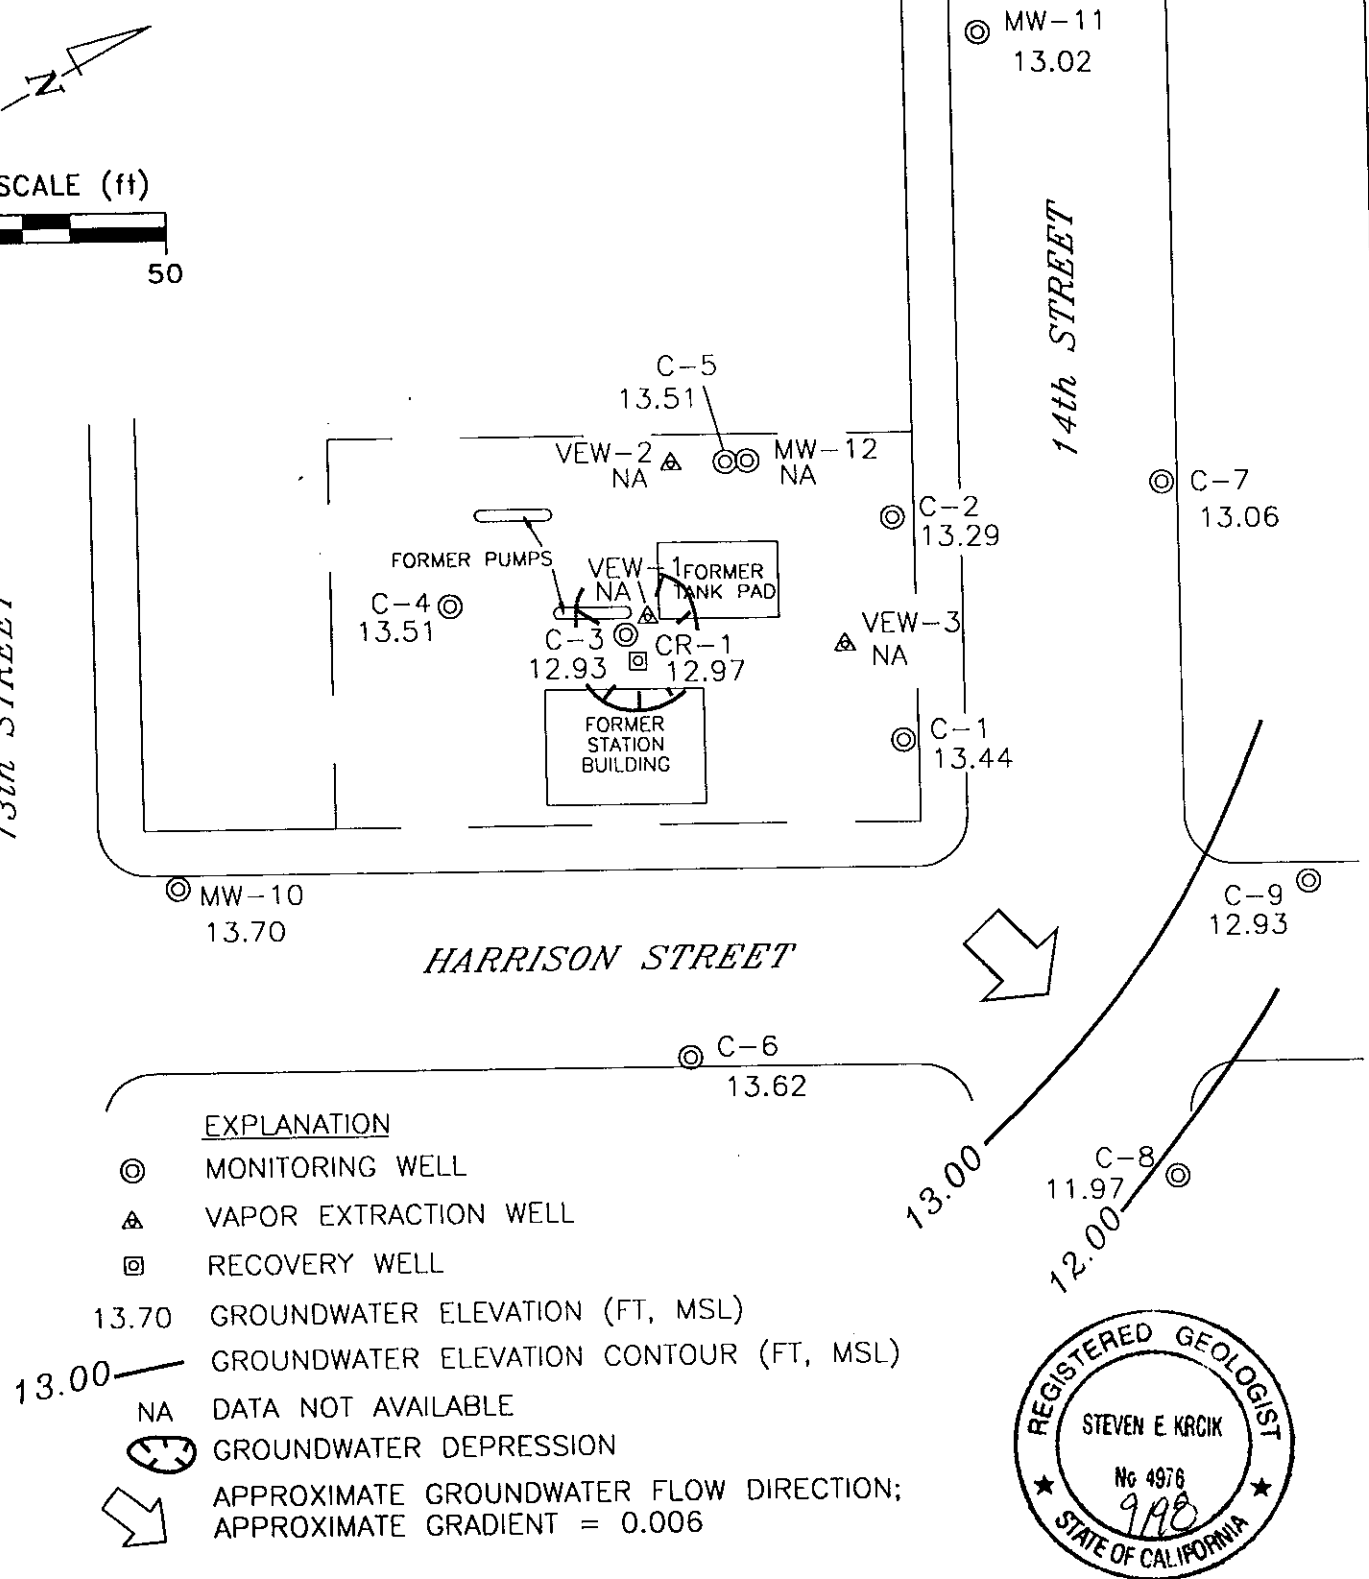 MW-11
13.02
N
SCALE (ft)
50
14th STREET
C-5
13.51
VEW-2
NA
MW-12
NA
C-7
13.06
C-2
13.29
FORMER PUMPS
VEW-1
NA
FORMER
TANK PAD
C-4
13.51
C-3
12.93
CR-1
12.97
VEW-3
NA
13th STREET
FORMER
STATION
BUILDING
C-1
13.44
MW-10
13.70
C-9
12.93
HARRISON STREET
C-6
13.62
13.00
C-8
11.97
12.00
EXPLANATION
MONITORING WELL
VAPOR EXTRACTION WELL
RECOVERY WELL
13.70 GROUNDWATER ELEVATION (FT, MSL)
13.00 GROUNDWATER ELEVATION CONTOUR (FT, MSL)
NA DATA NOT AVAILABLE
GROUNDWATER DEPRESSION
APPROXIMATE GROUNDWATER FLOW DIRECTION;
APPROXIMATE GRADIENT = 0.006
REGISTERED GEOLOGIST
STEVEN E. KRCIK
No 4976
9/98
STATE OF CALIFORNIA